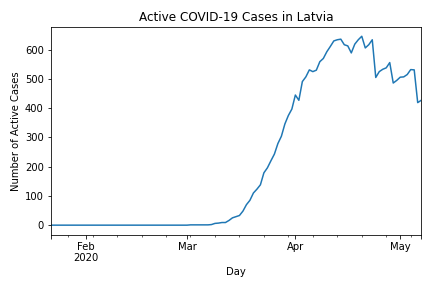 Active COVID-19 Cases in Latvia
Number of Active Cases
600
500
400
300
200
100
0
Feb
2020
Mar
Apr
May
Day